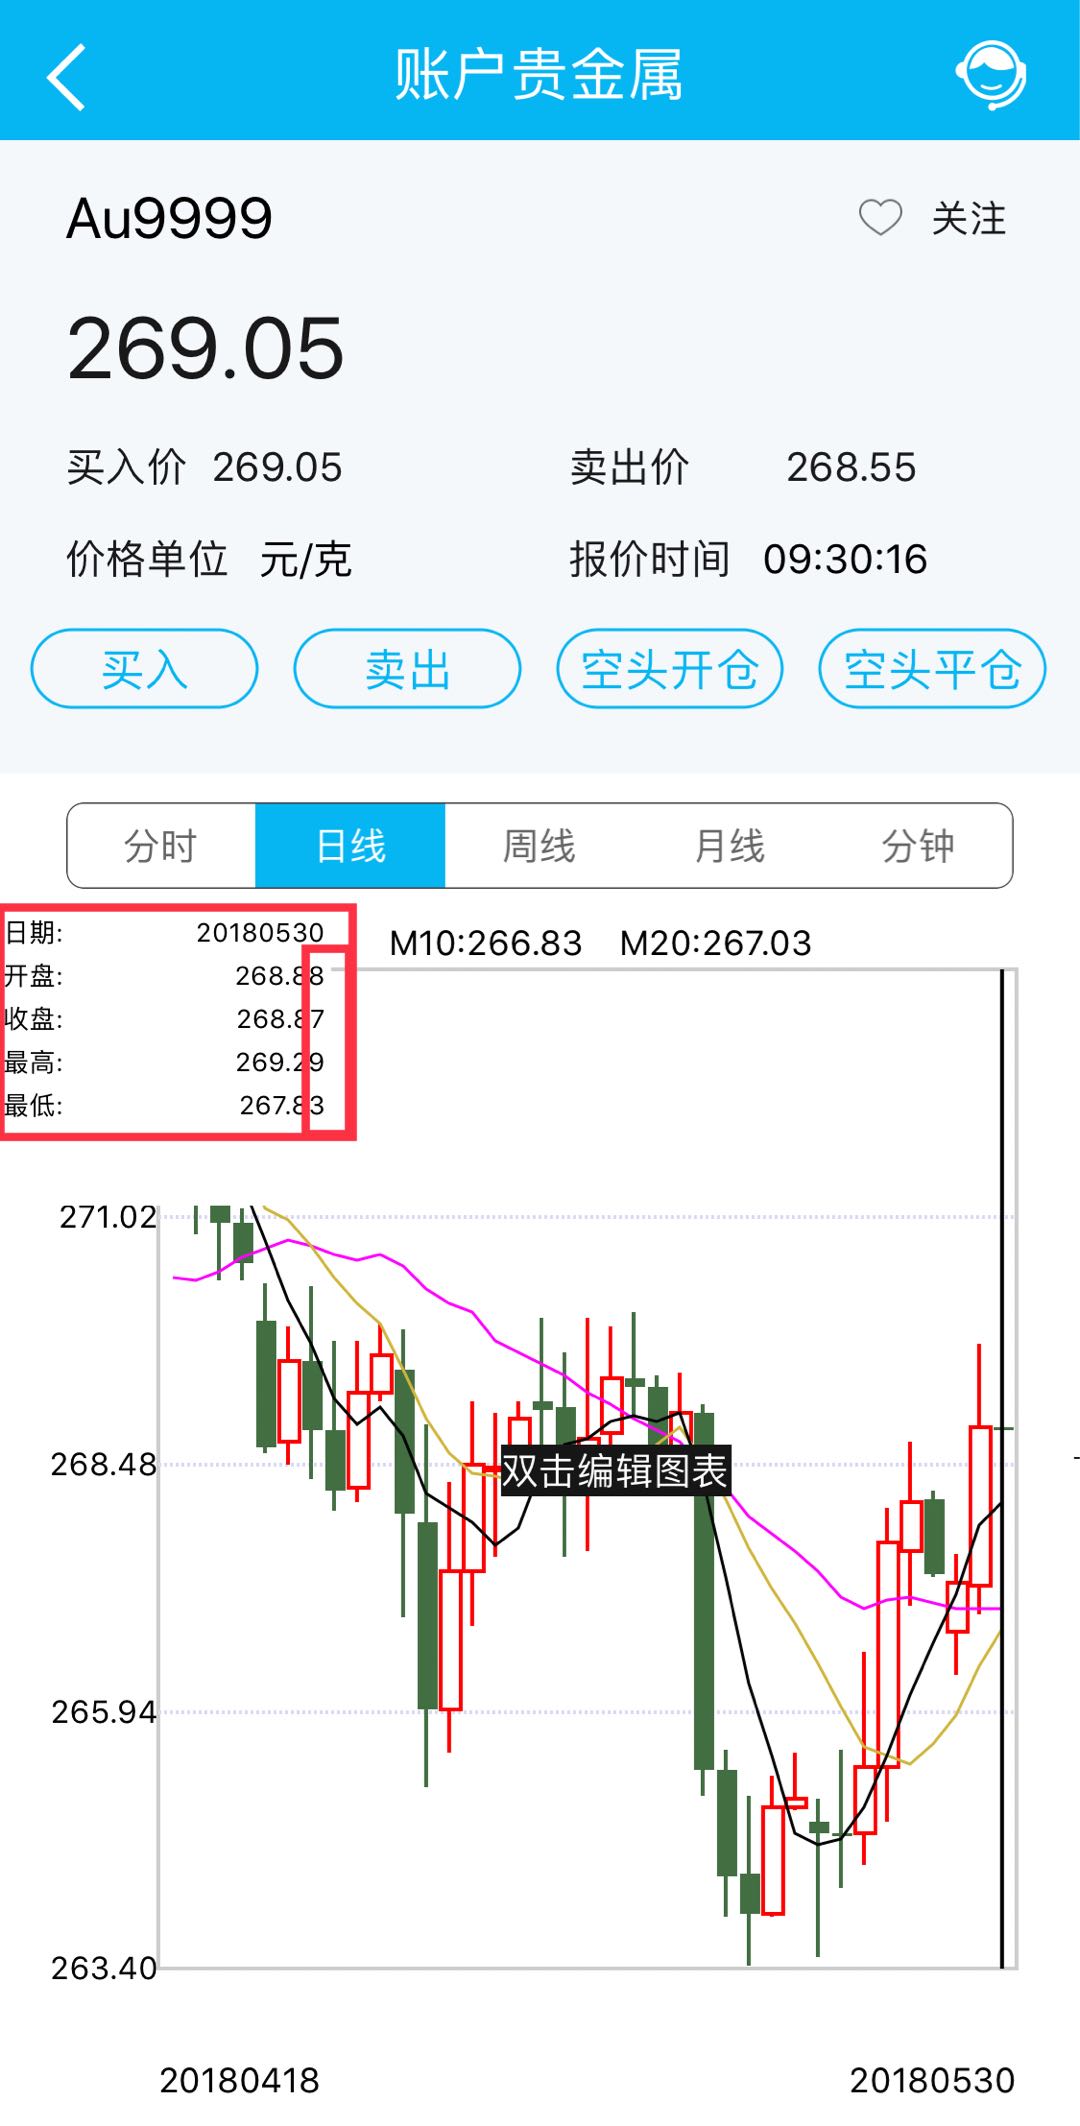 账户贵金属
Au9999 关注
269.05
买入价 269.05 卖出价 268.55
价格单位 元/克 报价时间 09:30:16
买入 卖出 空头开仓 空头平仓
分时 日线 周线 月线 分钟
日期: 20180530 M10:266.83 M20:267.03
开盘: 268.88
收盘: 268.87
最高: 269.29
最低: 267.83
271.02
268.48
双击编辑图表
265.94
263.40
20180418 20180530